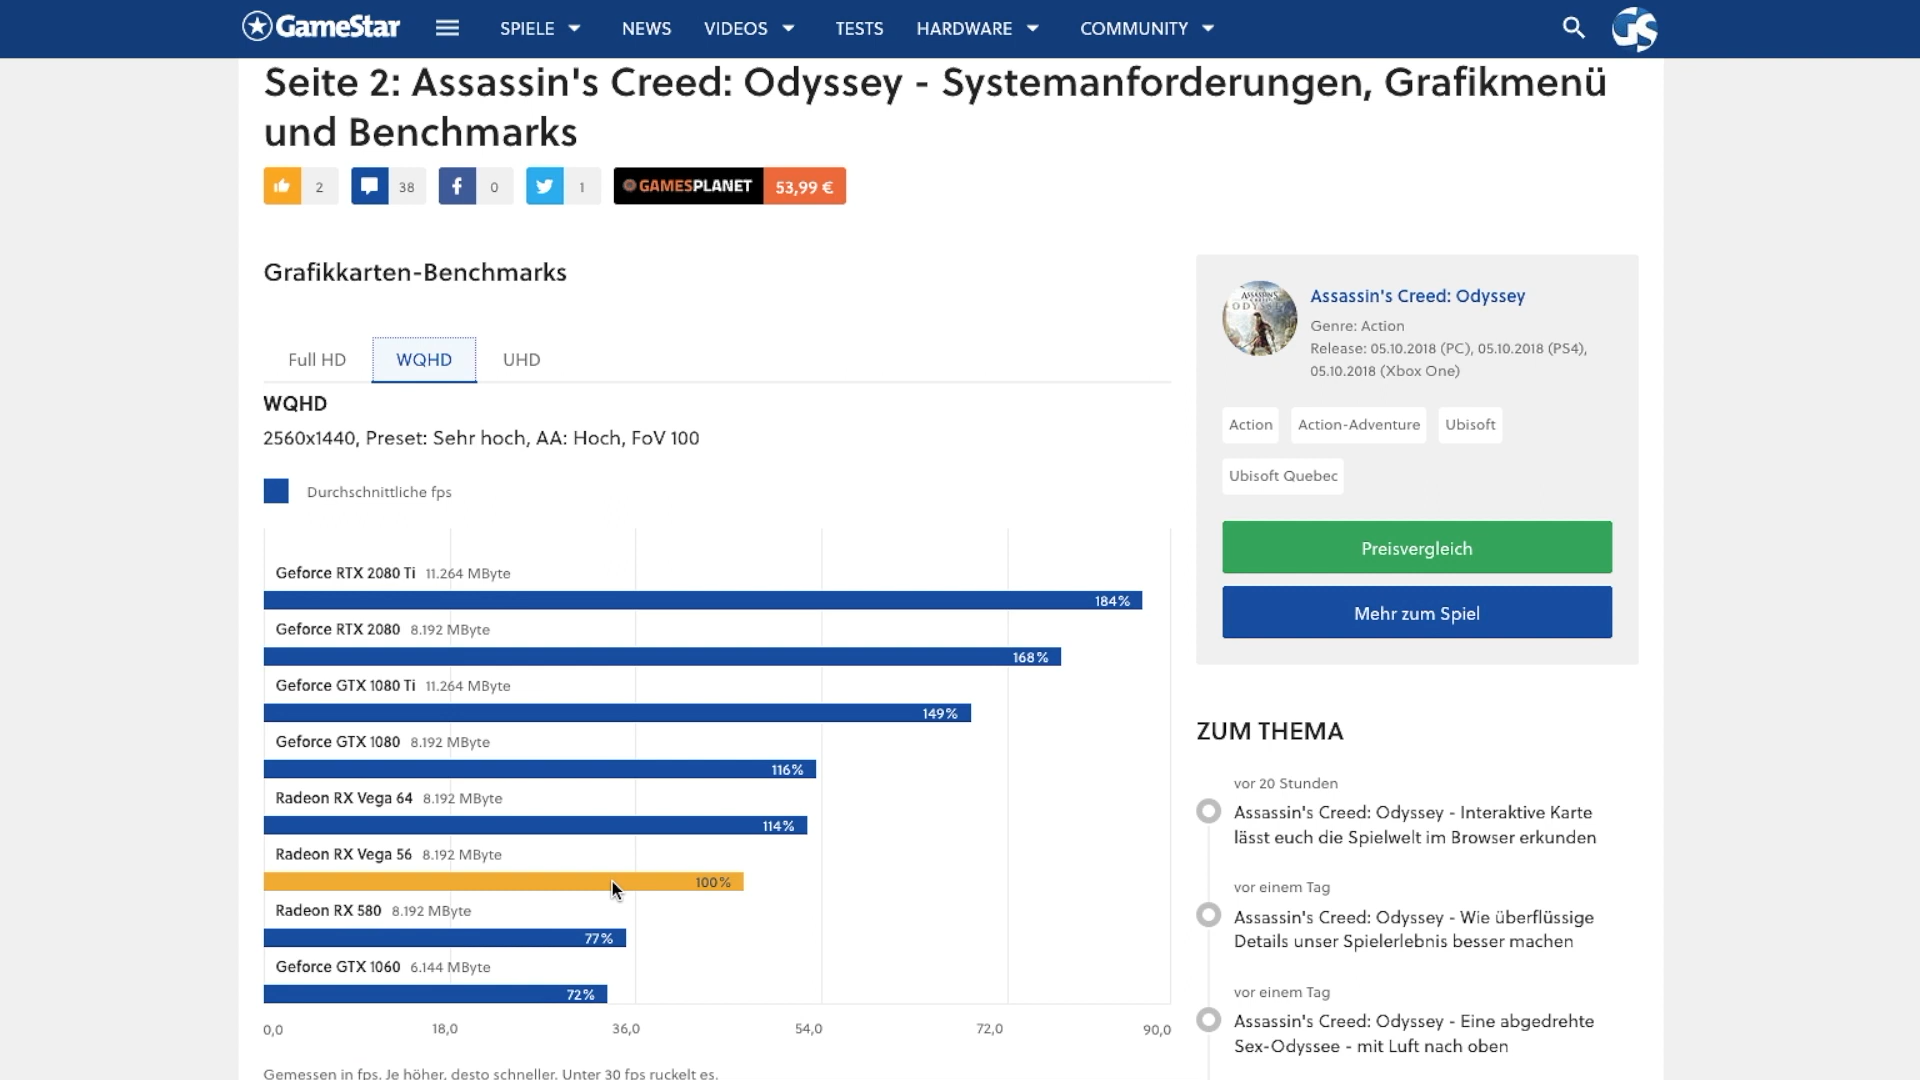 GameStar
SPIELE
NEWS
VIDEOS
TESTS
HARDWARE
COMMUNITY
GS
Seite 2: Assassin's Creed: Odyssey - Systemanforderungen, Grafikmenü
und Benchmarks
2
38
0
1
GAMESPLANET 53,99 €
Grafikkarten-Benchmarks
Full HD
WQHD
UHD
WQHD
2560x1440, Preset: Sehr hoch, AA: Hoch, FoV 100
Durchschnittliche fps
Geforce RTX 2080 Ti 11.264 MByte
184%
Geforce RTX 2080 8.192 MByte
168%
Geforce GTX 1080 Ti 11.264 MByte
149%
Geforce GTX 1080 8.192 MByte
116%
Radeon RX Vega 64 8.192 MByte
114%
Radeon RX Vega 56 8.192 MByte
100%
Radeon RX 580 8.192 MByte
77%
Geforce GTX 1060 6.144 MByte
72%
0,0 18,0 36,0 54,0 72,0 90,0
Gemessen in fps. Je höher, desto schneller. Unter 30 fps ruckelt es.
ASSASSIN'S
Assassin's Creed: Odyssey
Genre: Action
Release: 05.10.2018 (PC), 05.10.2018 (PS4),
05.10.2018 (Xbox One)
Action
Action-Adventure
Ubisoft
Ubisoft Quebec
Preisvergleich
Mehr zum Spiel
ZUM THEMA
vor 20 Stunden
Assassin's Creed: Odyssey - Interaktive Karte
lässt euch die Spielwelt im Browser erkunden
vor einem Tag
Assassin's Creed: Odyssey - Wie überflüssige
Details unser Spielerlebnis besser machen
vor einem Tag
Assassin's Creed: Odyssey - Eine abgedrehte
Sex-Odyssee - mit Luft nach oben